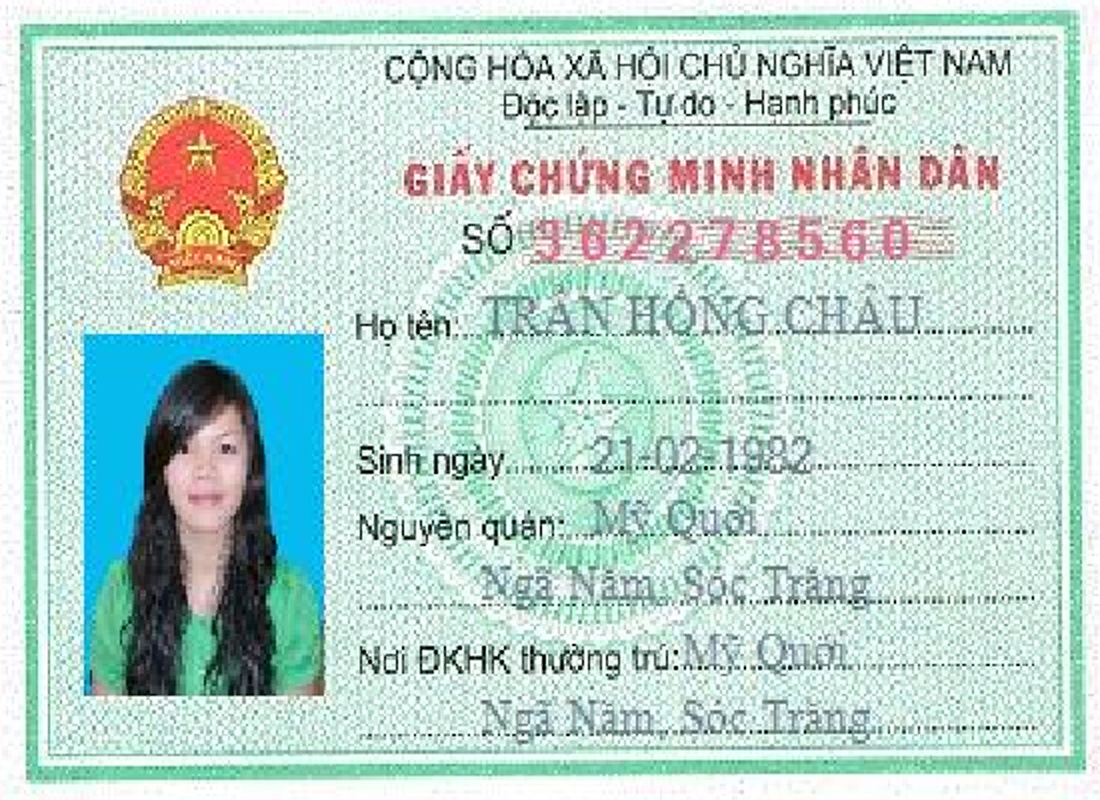 CỘNG HÒA XÃ HỘI CHỦ NGHĨA VIỆT NAM
Độc lập - Tự do - Hạnh phúc
GIẤY CHỨNG MINH NHÂN DÂN
SỐ 362278560
Họ tên: TRẦN HỒNG CHÂU
Sinh ngày 21-02-1982
Nguyên quán: Mỹ Quới
Ngã Năm, Sóc Trăng
Nơi ĐKHK thường trú: Mỹ Quới
Ngã Năm, Sóc Trăng